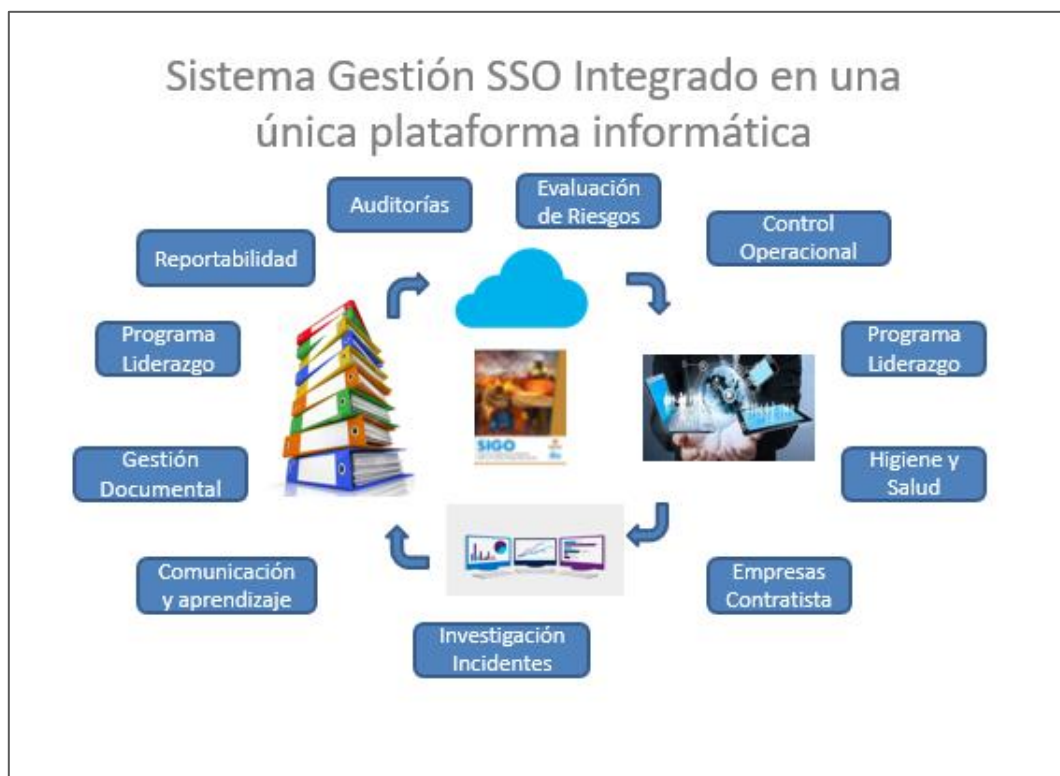 Sistema Gestión SSO Integrado en una
única plataforma informática
Auditorías
Evaluación
de Riesgos
Control
Operacional
Reportabilidad
Programa
Liderazgo
Programa
Liderazgo
Gestión
Documental
Higiene y
Salud
SIGO
Comunicación
y aprendizaje
Empresas
Contratista
Investigación
Incidentes